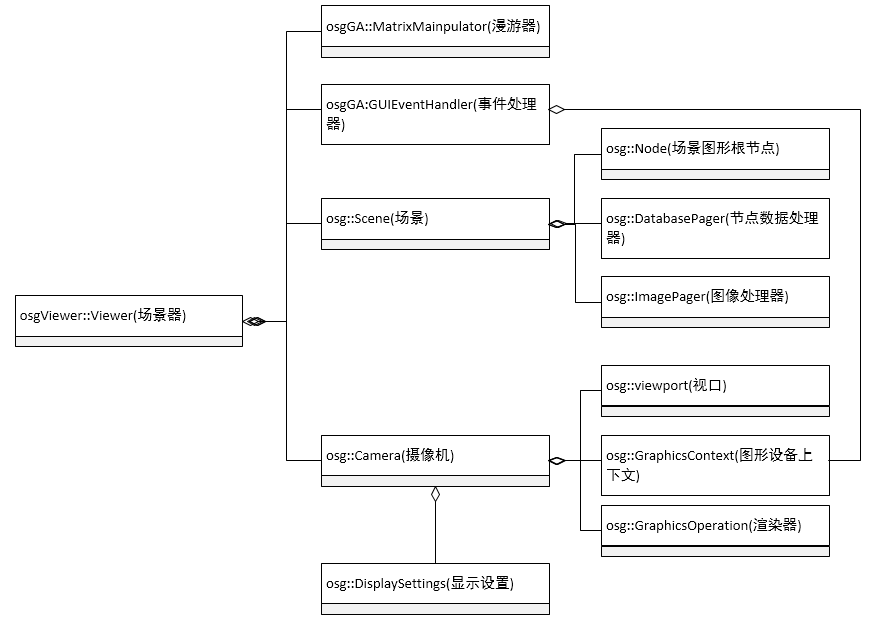 osgGA::MatrixMainpulator(漫游器)
osgGA:GUIEventHandler(事件处理
器)
osg::Node(场景图形根节点)
osg::Scene(场景)
osg::DatabasePager(节点数据处理
器)
osg::ImagePager(图像处理器)
osgViewer::Viewer(场景器)
osg::viewport(视口)
osg::Camera(摄像机)
osg::GraphicsContext(图形设备上
下文)
osg::GraphicsOperation(渲染器)
osg::DisplaySettings(显示设置)